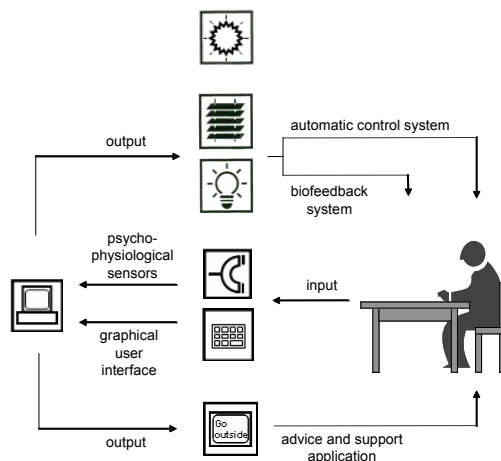 output
automatic control system
biofeedback
system
psycho-
physiological
sensors
input
graphical
user
interface
Go
outside
output
advice and support
application